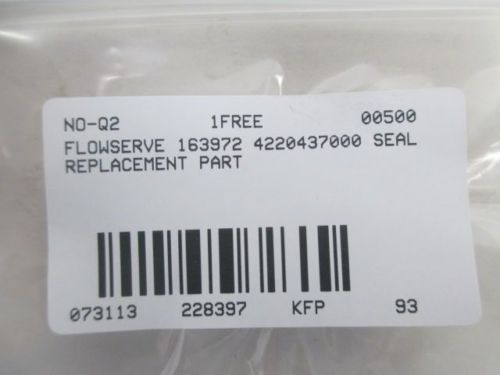 NO-Q2 1FREE 00500
FLOWSERVE 163972 4220437000 SEAL
REPLACEMENT PART
073113 228397 KFP 93